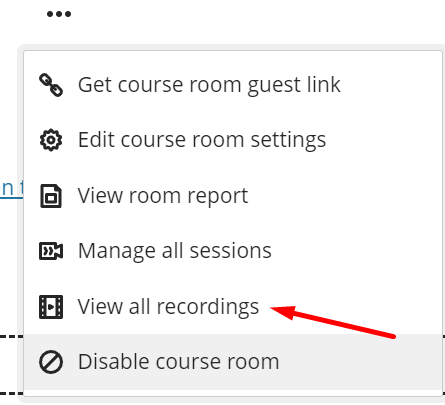 Get course room guest link
Edit course room settings
View room report
Manage all sessions
View all recordings
Disable course room